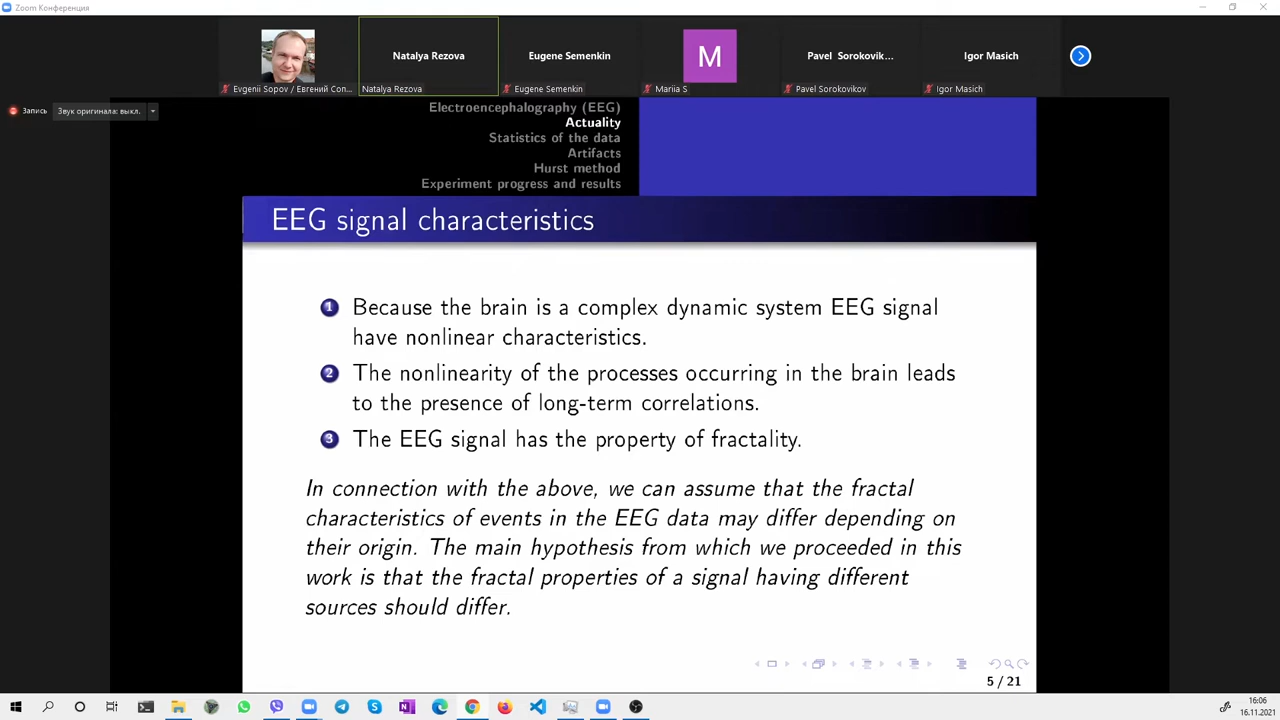 Zoom Конференция
Natalya Rezova
Eugene Semenkin
M
Pavel Sorokovik...
Igor Masich
Evgenii Sopov / Евгений Соп...
Natalya Rezova
Eugene Semenkin
Mariia S
Pavel Sorokovikov
Igor Masich
Запись
Звук оригинала: выкл.
Electroencephalography (EEG)
Actuality
Statistics of the data
Artifacts
Hurst method
Experiment progress and results
EEG signal characteristics
1 Because the brain is a complex dynamic system EEG signal
have nonlinear characteristics.
2 The nonlinearity of the processes occurring in the brain leads
to the presence of long-term correlations.
3 The EEG signal has the property of fractality.
In connection with the above, we can assume that the fractal
characteristics of events in the EEG data may differ depending on
their origin. The main hypothesis from which we proceeded in this
work is that the fractal properties of a signal having different
sources should differ.
5 / 21
16:06
16.11.2021